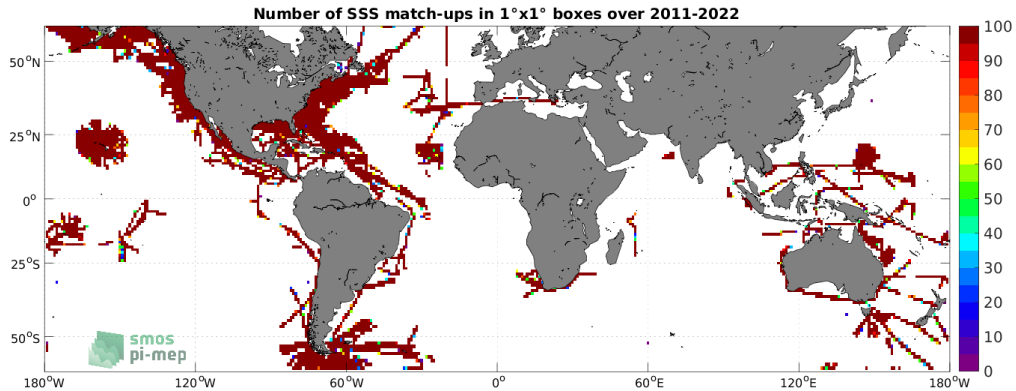 Number of SSS match-ups in 1°x1° boxes over 2011-2022
50°N
25°N
0°
25°S
50°S
180°W
120°W
60°W
0°
60°E
120°E
180°W
100
90
80
70
60
50
40
30
20
10
0
smos
pi-mep